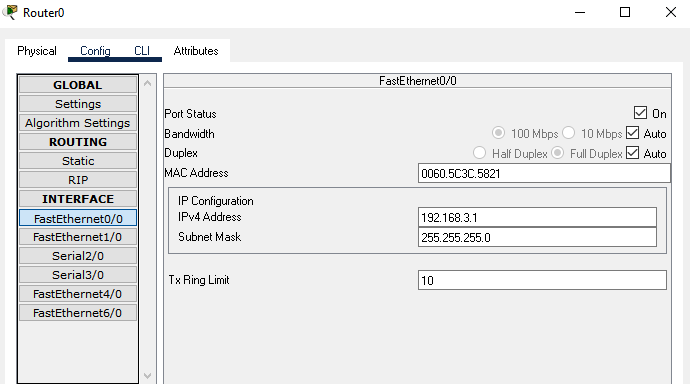 Router0
Physical Config CLI Attributes
GLOBAL
Settings
Algorithm Settings
ROUTING
Static
RIP
INTERFACE
FastEthernet0/0
FastEthernet1/0
Serial2/0
Serial3/0
FastEthernet4/0
FastEthernet6/0
FastEthernet0/0
Port Status On
Bandwidth 100 Mbps 10 Mbps Auto
Duplex Half Duplex Full Duplex Auto
MAC Address 0060.5C3C.5821
IP Configuration
IPv4 Address 192.168.3.1
Subnet Mask 255.255.255.0
Tx Ring Limit 10